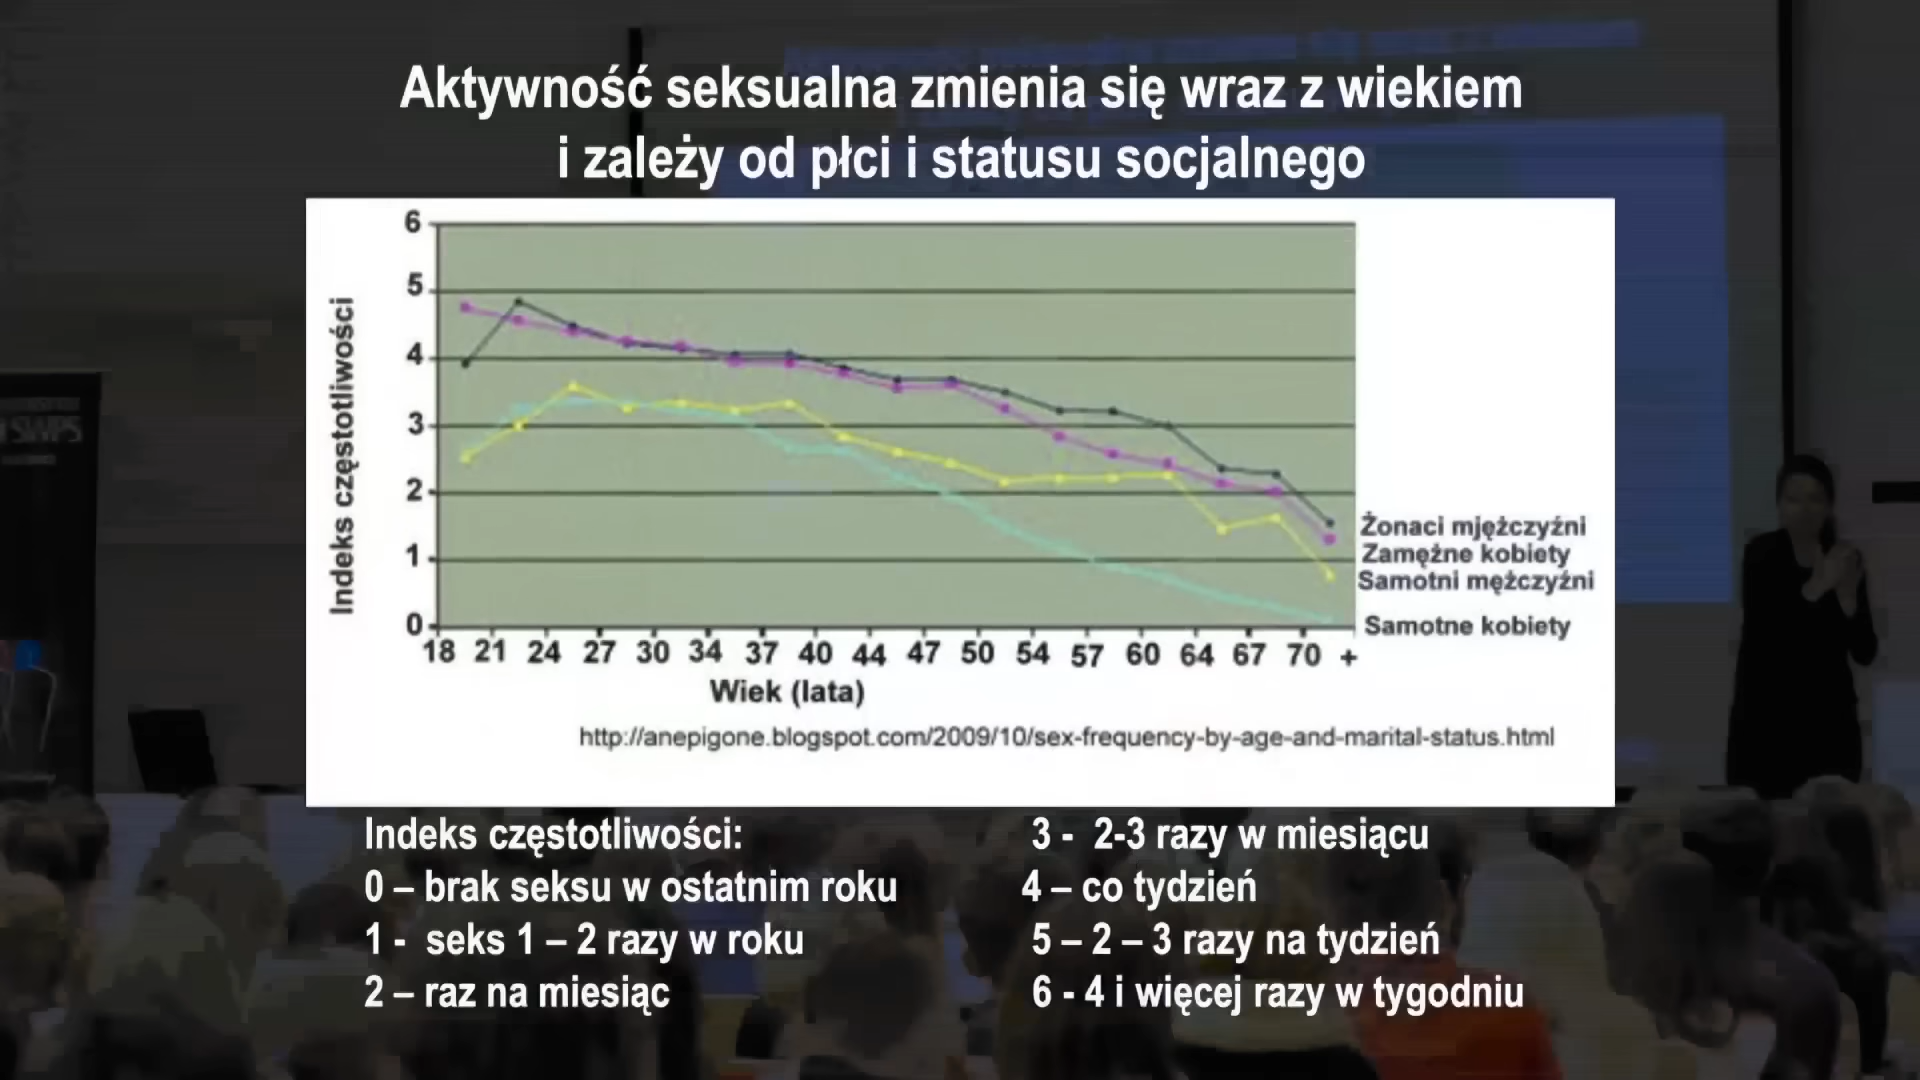 Aktywność seksualna zmienia się wraz z wiekiem
i zależy od płci i statusu socjalnego
6
5
4
3
2
1
0
Indeks częstotliwości
18 21 24 27 30 34 37 40 44 47 50 54 57 60 64 67 70 +
Wiek (lata)
Żonaci mjężczyźni
Zamężne kobiety
Samotni mężczyźni
Samotne kobiety
http://anepigone.blogspot.com/2009/10/sex-frequency-by-age-and-marital-status.html
SWPS
Indeks częstotliwości:
0 – brak seksu w ostatnim roku
1 - seks 1 – 2 razy w roku
2 – raz na miesiąc
3 - 2-3 razy w miesiącu
4 – co tydzień
5 – 2 – 3 razy na tydzień
6 - 4 i więcej razy w tygodniu